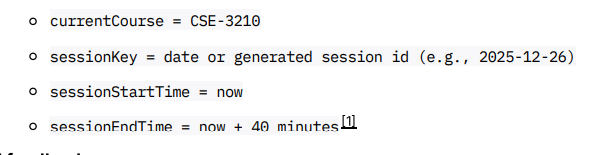 currentCourse = CSE-3210
sessionKey = date or generated session id (e.g., 2025-12-26)
sessionStartTime = now
sessionEndTime = now + 40 minutes[1]